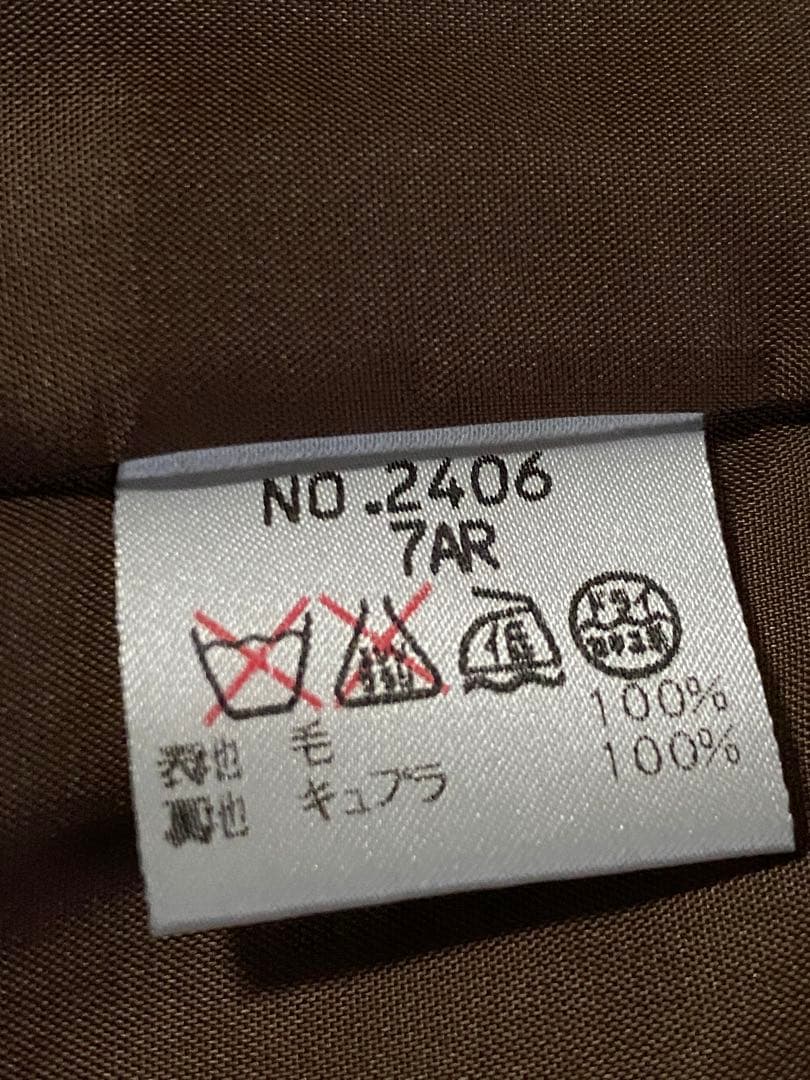 NO.2406
7AR
低 ドライ
表地 毛 100%
裏地 キュプラ 100%